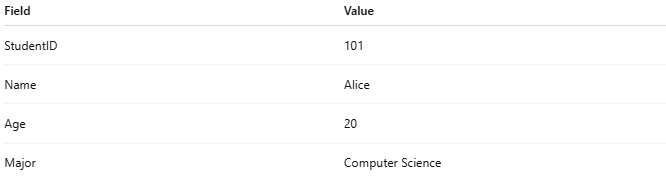 Field Value
StudentID 101
Name Alice
Age 20
Major Computer Science